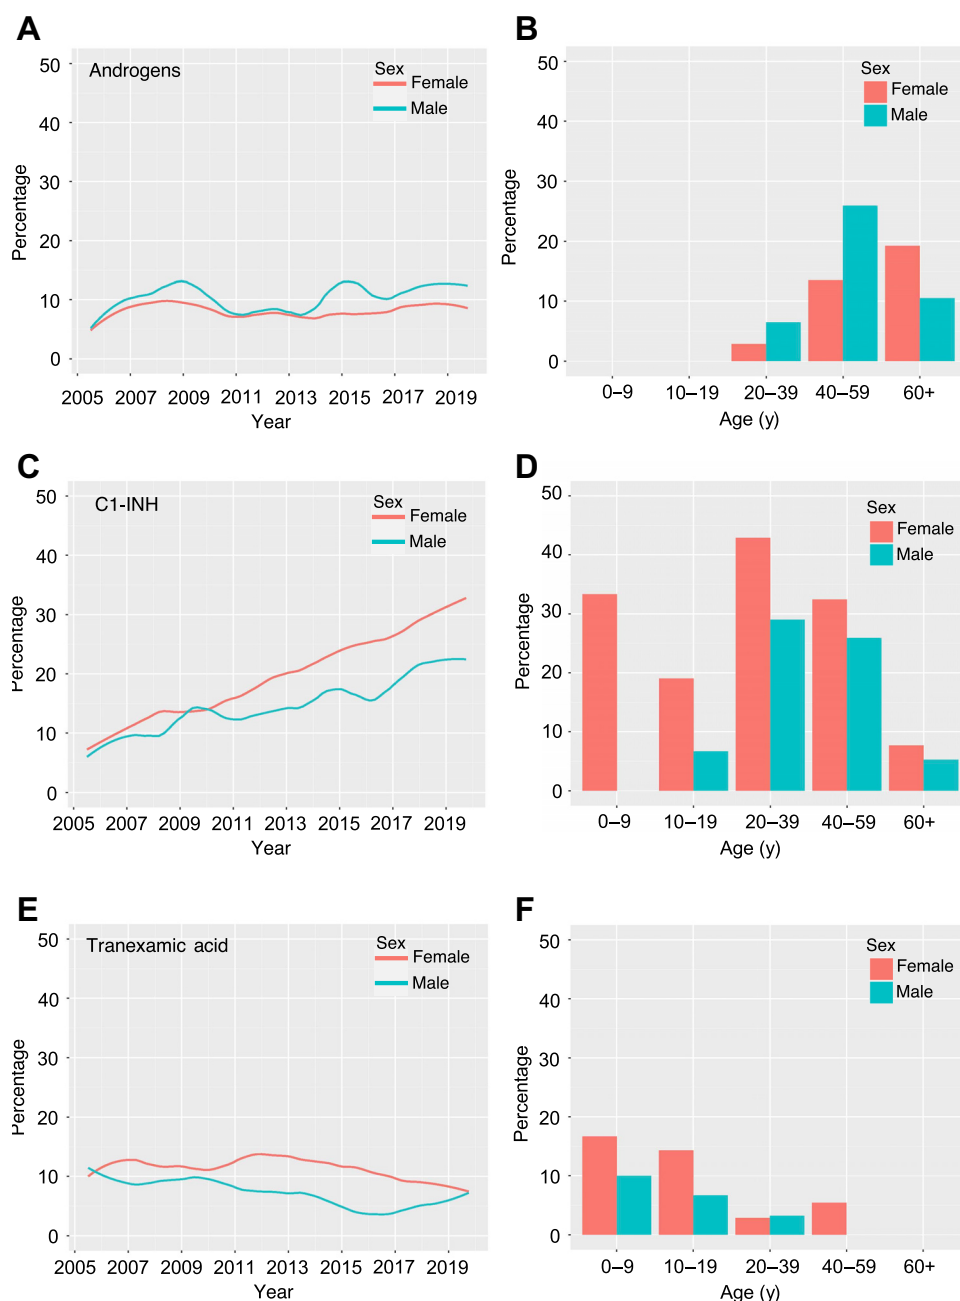 A
Androgens
Sex
Female
Male
50
40
30
20
10
0
Percentage
2005 2007 2009 2011 2013 2015 2017 2019
Year
B
Sex
Female
Male
50
40
30
20
10
0
Percentage
0–9 10–19 20–39 40–59 60+
Age (y)
C
C1-INH
Sex
Female
Male
50
40
30
20
10
0
Percentage
2005 2007 2009 2011 2013 2015 2017 2019
Year
D
Sex
Female
Male
50
40
30
20
10
0
Percentage
0–9 10–19 20–39 40–59 60+
Age (y)
E
Tranexamic acid
Sex
Female
Male
50
40
30
20
10
0
Percentage
2005 2007 2009 2011 2013 2015 2017 2019
Year
F
Sex
Female
Male
50
40
30
20
10
0
Percentage
0–9 10–19 20–39 40–59 60+
Age (y)